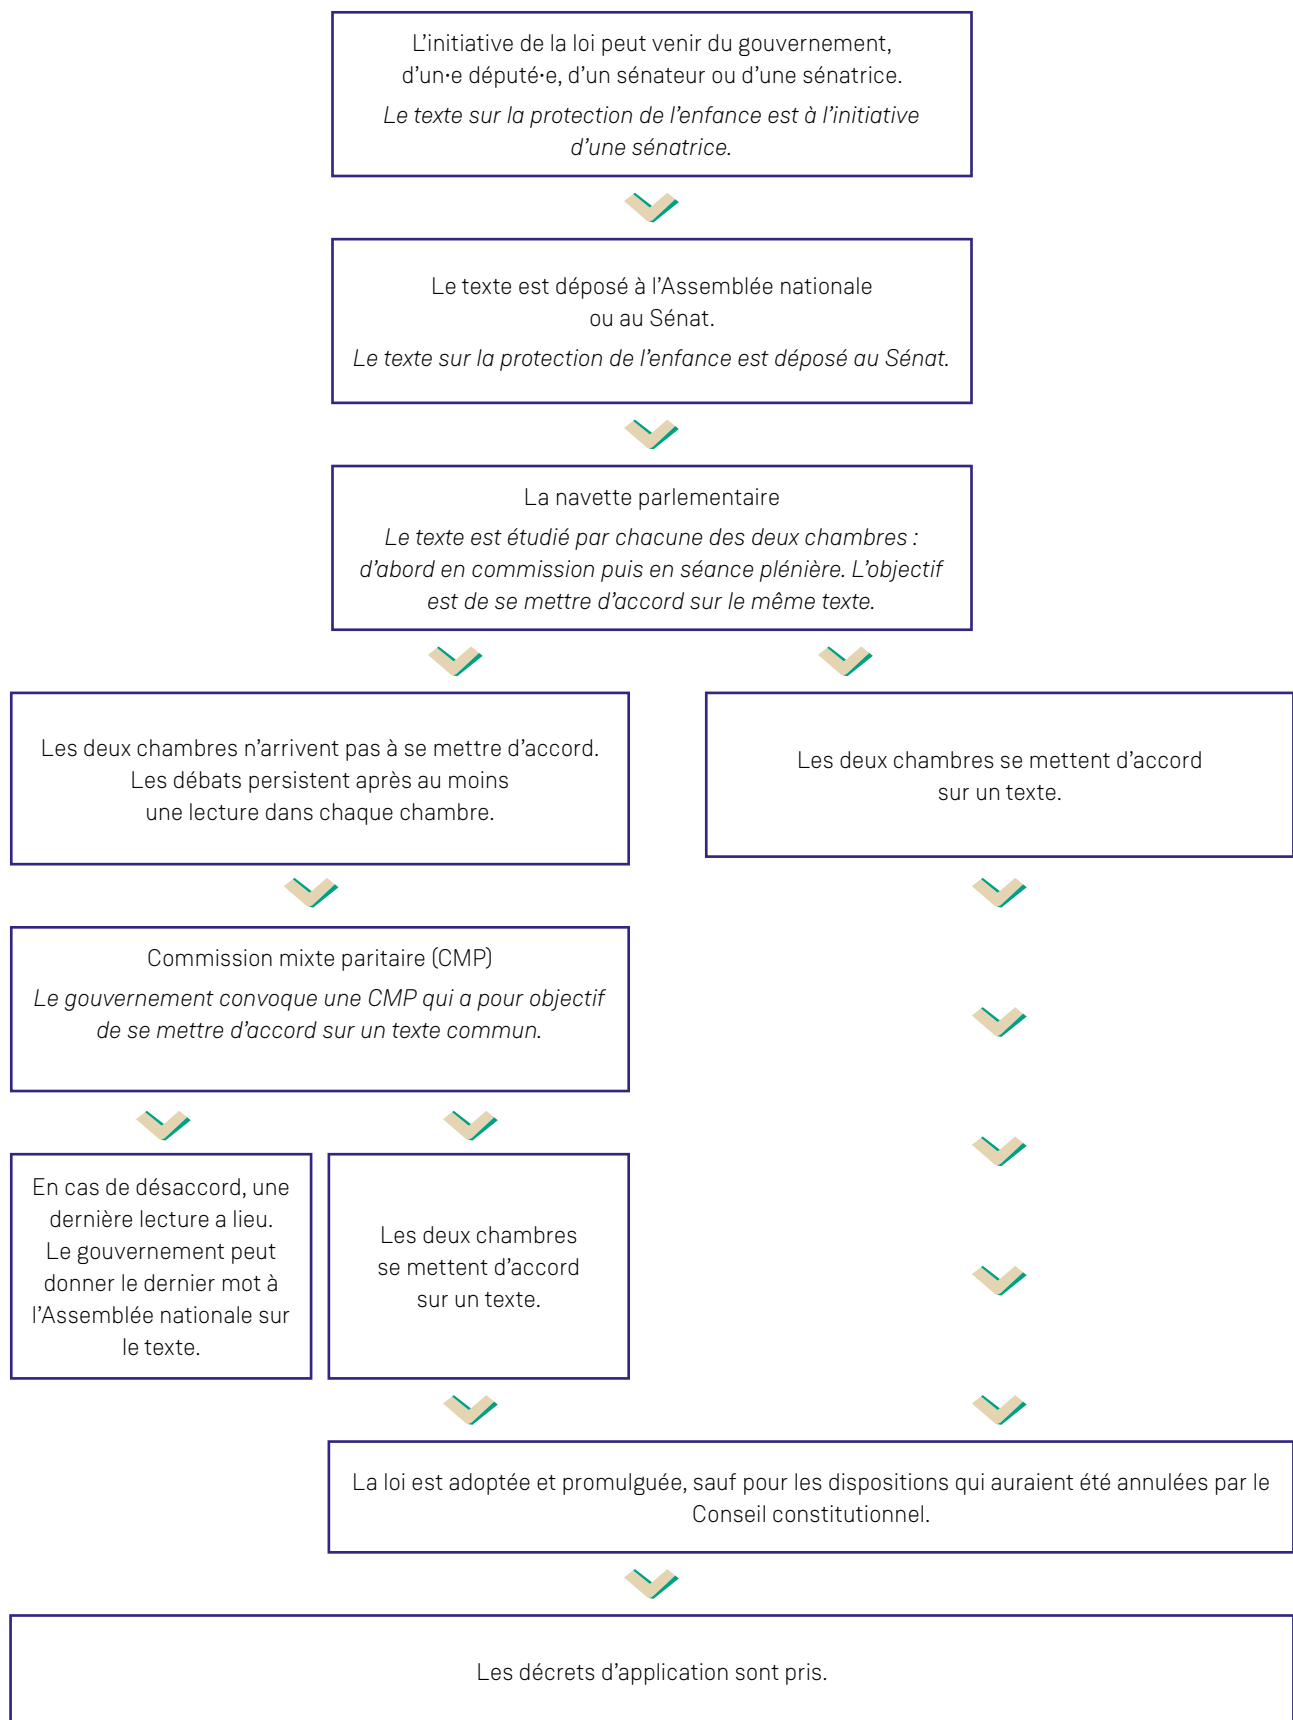 L’initiative de la loi peut venir du gouvernement,
d’un·e député·e, d’un sénateur ou d’une sénatrice.
Le texte sur la protection de l’enfance est à l’initiative
d’une sénatrice.
Le texte est déposé à l’Assemblée nationale
ou au Sénat.
Le texte sur la protection de l’enfance est déposé au Sénat.
La navette parlementaire
Le texte est étudié par chacune des deux chambres :
d’abord en commission puis en séance plénière. L’objectif
est de se mettre d’accord sur le même texte.
Les deux chambres n’arrivent pas à se mettre d’accord.
Les débats persistent après au moins
une lecture dans chaque chambre.
Les deux chambres se mettent d’accord
sur un texte.
Commission mixte paritaire (CMP)
Le gouvernement convoque une CMP qui a pour objectif
de se mettre d’accord sur un texte commun.
En cas de désaccord, une
dernière lecture a lieu.
Le gouvernement peut
donner le dernier mot à
l’Assemblée nationale sur
le texte.
Les deux chambres
se mettent d’accord
sur un texte.
La loi est adoptée et promulguée, sauf pour les dispositions qui auraient été annulées par le
Conseil constitutionnel.
Les décrets d’application sont pris.